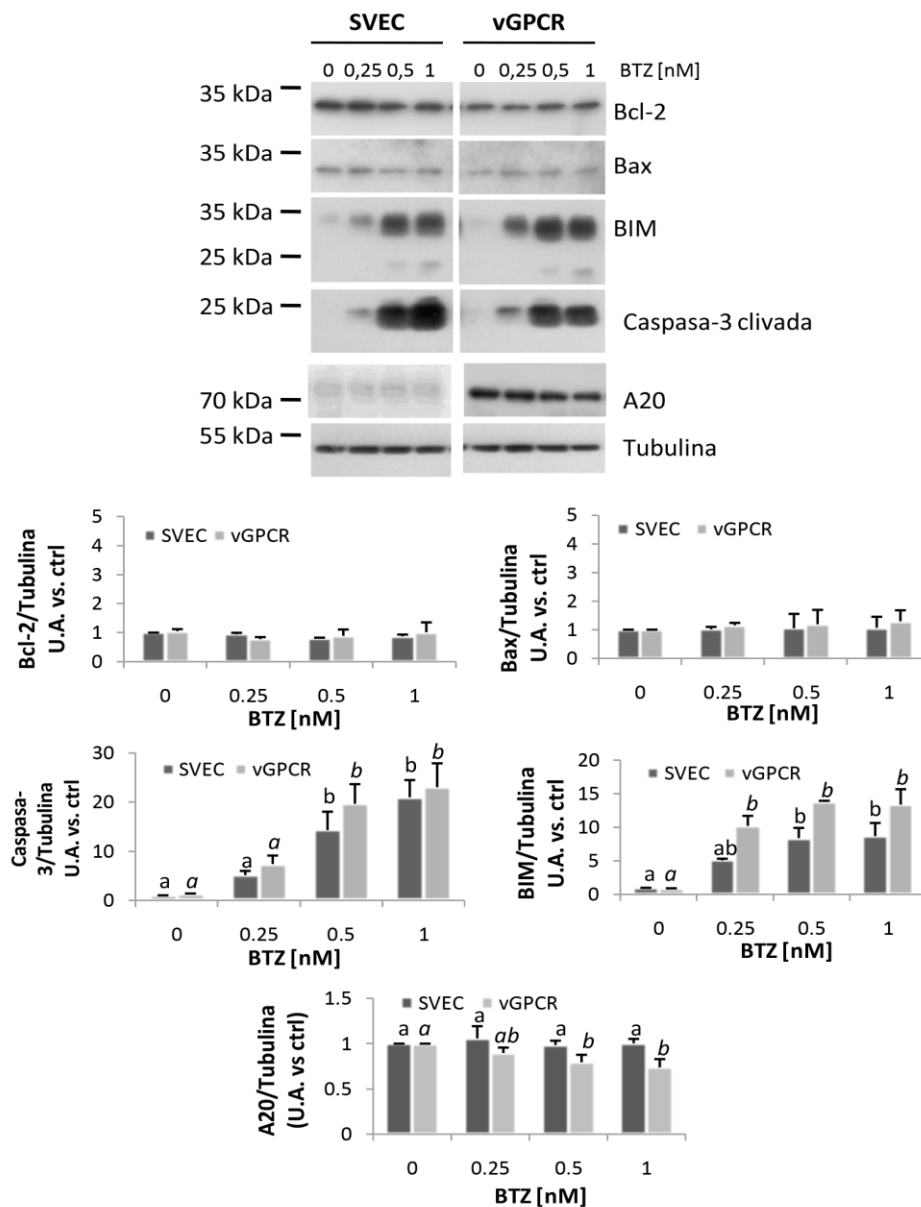 SVEC vGPCR
0 0,25 0,5 1 0 0,25 0,5 1 BTZ [nM]
35 kDa Bcl-2
35 kDa Bax
35 kDa BIM
25 kDa
25 kDa Caspasa-3 clivada
70 kDa A20
55 kDa Tubulina
Bcl-2/Tubulina
U.A. vs. ctrl
5
4
3
2
1
0
SVEC vGPCR
0 0.25 0.5 1
BTZ [nM]
Bax/Tubulina
U.A. vs. ctrl
5
4
3
2
1
0
SVEC vGPCR
0 0.25 0.5 1
BTZ [nM]
Caspasa-
3/Tubulina
U.A. vs. ctrl
30
20
10
0
SVEC vGPCR
a a a a b b b b
0 0.25 0.5 1
BTZ [nM]
BIM/Tubulina
U.A. vs. ctrl
20
15
10
5
0
SVEC vGPCR
a a ab b b b b b
0 0.25 0.5 1
BTZ [nM]
A20/Tubulina
(U.A. vs ctrl)
1.5
1
0.5
0
SVEC vGPCR
a a a ab a b a b
0 0.25 0.5 1
BTZ [nM]